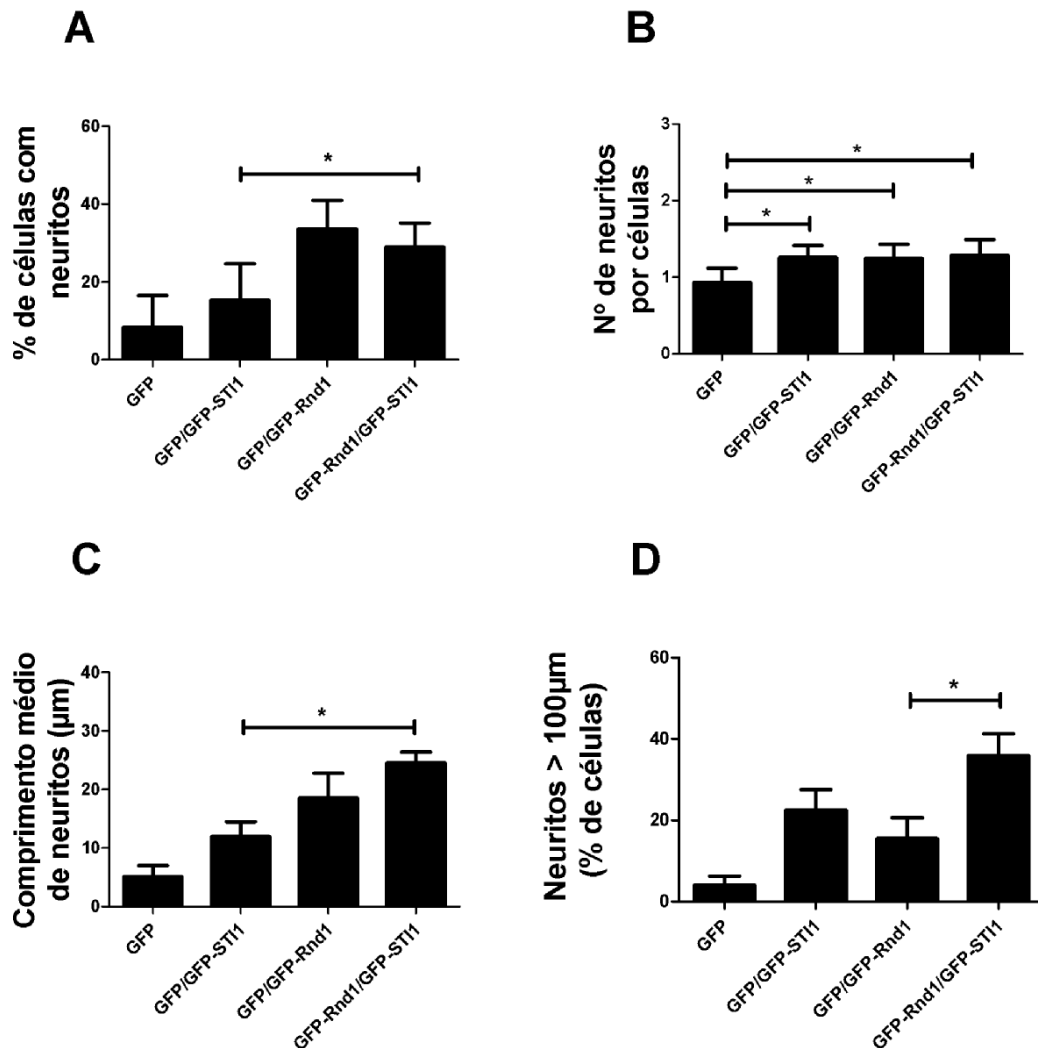 A
% de células com
neuritos
60
40
20
0
*
GFP
GFP/GFP-STI1
GFP/GFP-Rnd1
GFP-Rnd1/GFP-STI1
B
Nº de neuritos
por células
3
2
1
0
*
*
*
GFP
GFP/GFP-STI1
GFP/GFP-Rnd1
GFP-Rnd1/GFP-STI1
C
Comprimento médio
de neuritos (µm)
40
30
20
10
0
*
GFP
GFP/GFP-STI1
GFP/GFP-Rnd1
GFP-Rnd1/GFP-STI1
D
Neuritos > 100µm
(% de células)
60
40
20
0
*
GFP
GFP/GFP-STI1
GFP/GFP-Rnd1
GFP-Rnd1/GFP-STI1